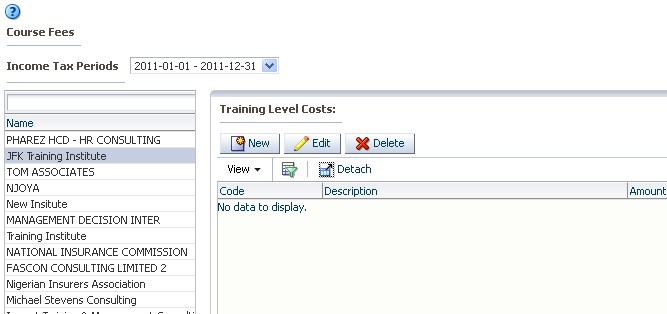 ?
Course Fees
Income Tax Periods 2011-01-01 - 2011-12-31
Name
PHAREZ HCD - HR CONSULTING
JFK Training Institute
TOM ASSOCIATES
NJOYA
New Insitute
MANAGEMENT DECISION INTER
Training Institute
NATIONAL INSURANCE COMMISSION
FASCON CONSULTING LIMITED 2
Nigerian Insurers Association
Michael Stevens Consulting
Training Level Costs:
New Edit Delete
View Detach
Code Description Amount
No data to display.